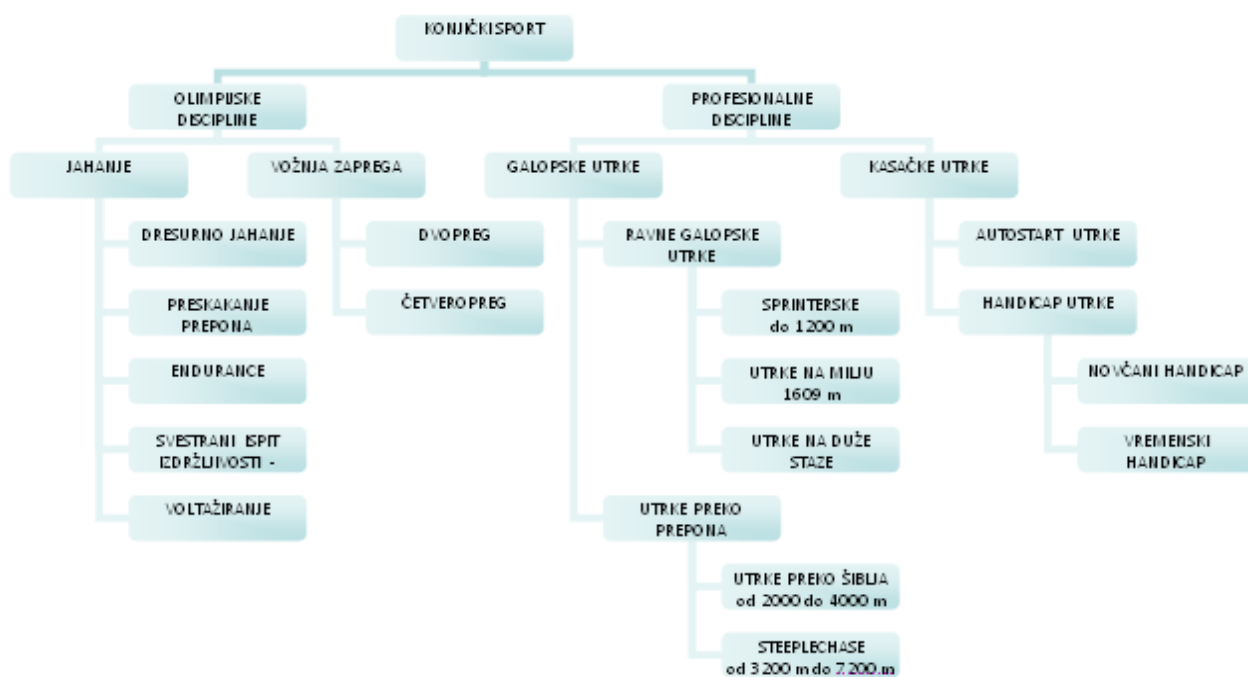 KONJIČKI SPORT
OLIMPIJSKE
DISCIPLINE
PROFESIONALNE
DISCIPLINE
JAHANJE
VOŽNJA ZAPREGA
GALOPSKE UTRKE
KASAČKE UTRKE
DRESURNO JAHANJE
PRESKAKANJE
PREPONA
ENDURANCE
SVESTRANI ISPIT
IZDRŽLJIVOSTI -
VOLTAŽIRANJE
DVOPREG
ČETVEROPREG
RAVNE GALOPSKE
UTRKE
SPRINTERSKE
do 1200 m
UTRKE NA MILJU
1609 m
UTRKE NA DUŽE
STAZE
UTRKE PREKO
PREPONA
UTRKE PREKO ŠIBLJA
od 2000 do 4000 m
STEEPLECHASE
od 3200 m do 7.200.m
AUTOSTART UTRKE
HANDICAP UTRKE
NOVČANI HANDICAP
VREMENSKI
HANDICAP